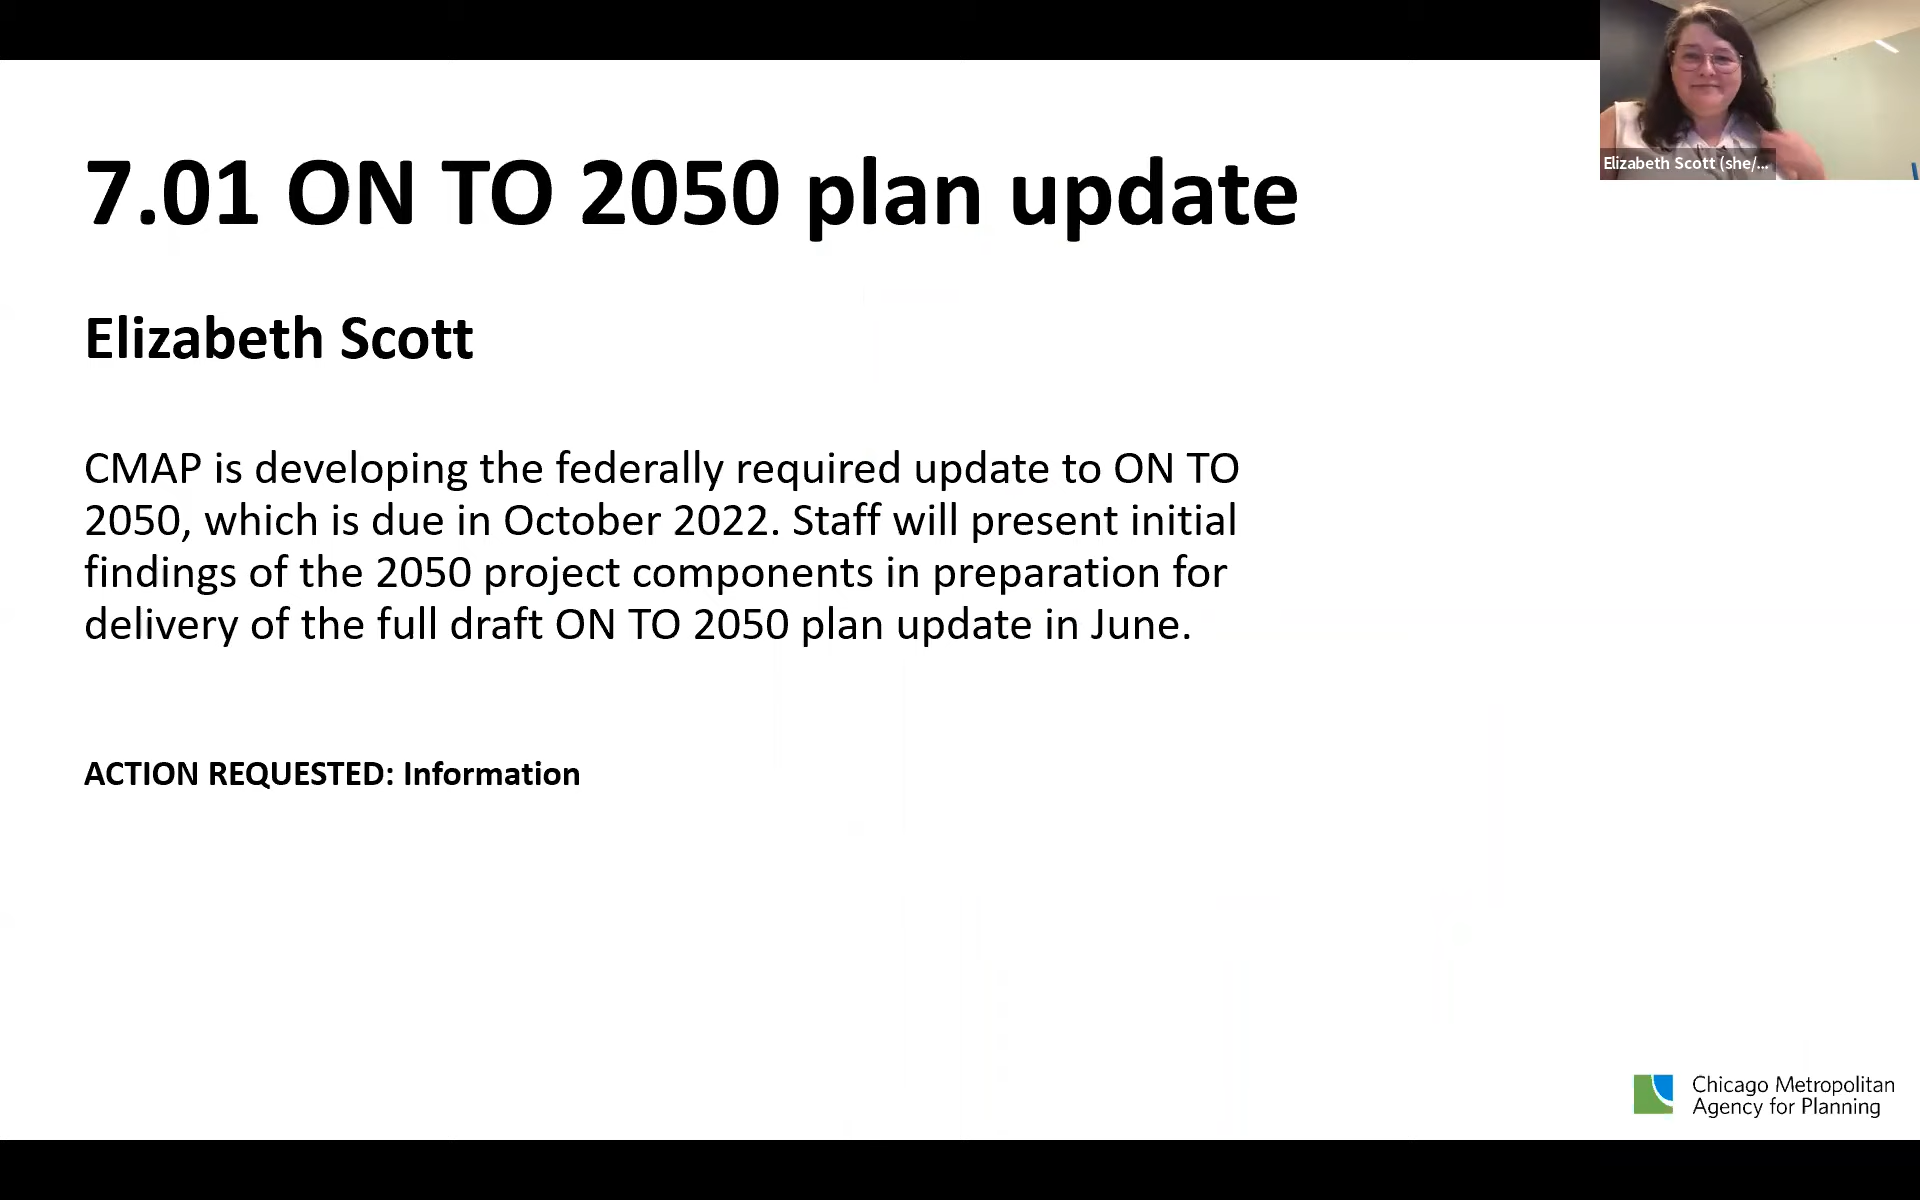 Elizabeth Scott (she/...
7.01 ON TO 2050 plan update
Elizabeth Scott
CMAP is developing the federally required update to ON TO
2050, which is due in October 2022. Staff will present initial
findings of the 2050 project components in preparation for
delivery of the full draft ON TO 2050 plan update in June.
ACTION REQUESTED: Information
Chicago Metropolitan
Agency for Planning